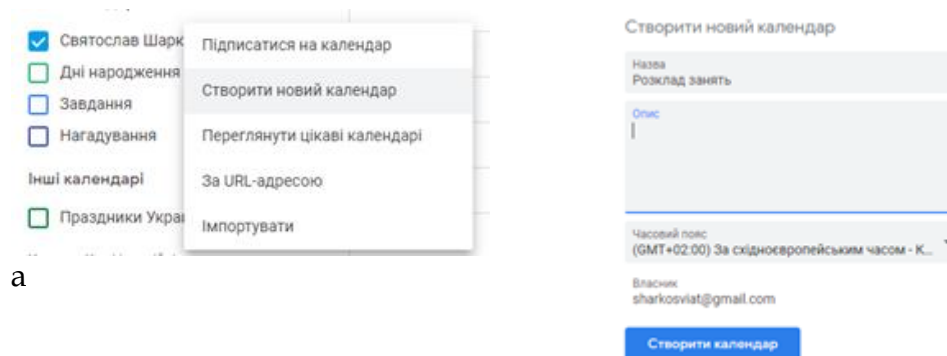 Святослав Шарк
Дні народження
Завдання
Нагадування
Інші календарі
Праздники Украі
Підписатися на календар
Створити новий календар
Переглянути цікаві календарі
За URL-адресою
Імпортувати
а
Створити новий календар
Назва
Розклад занять
Опис
Часовий пояс
(GMT+02:00) За східноєвропейським часом - К...
Власник
sharkosviat@gmail.com
Створити календар